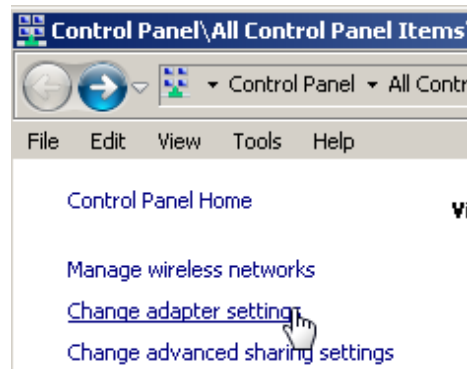 Control Panel\All Control Panel Items
Control Panel All Contr
File Edit View Tools Help
Control Panel Home
Vi
Manage wireless networks
Change adapter settings
Change advanced sharing settings